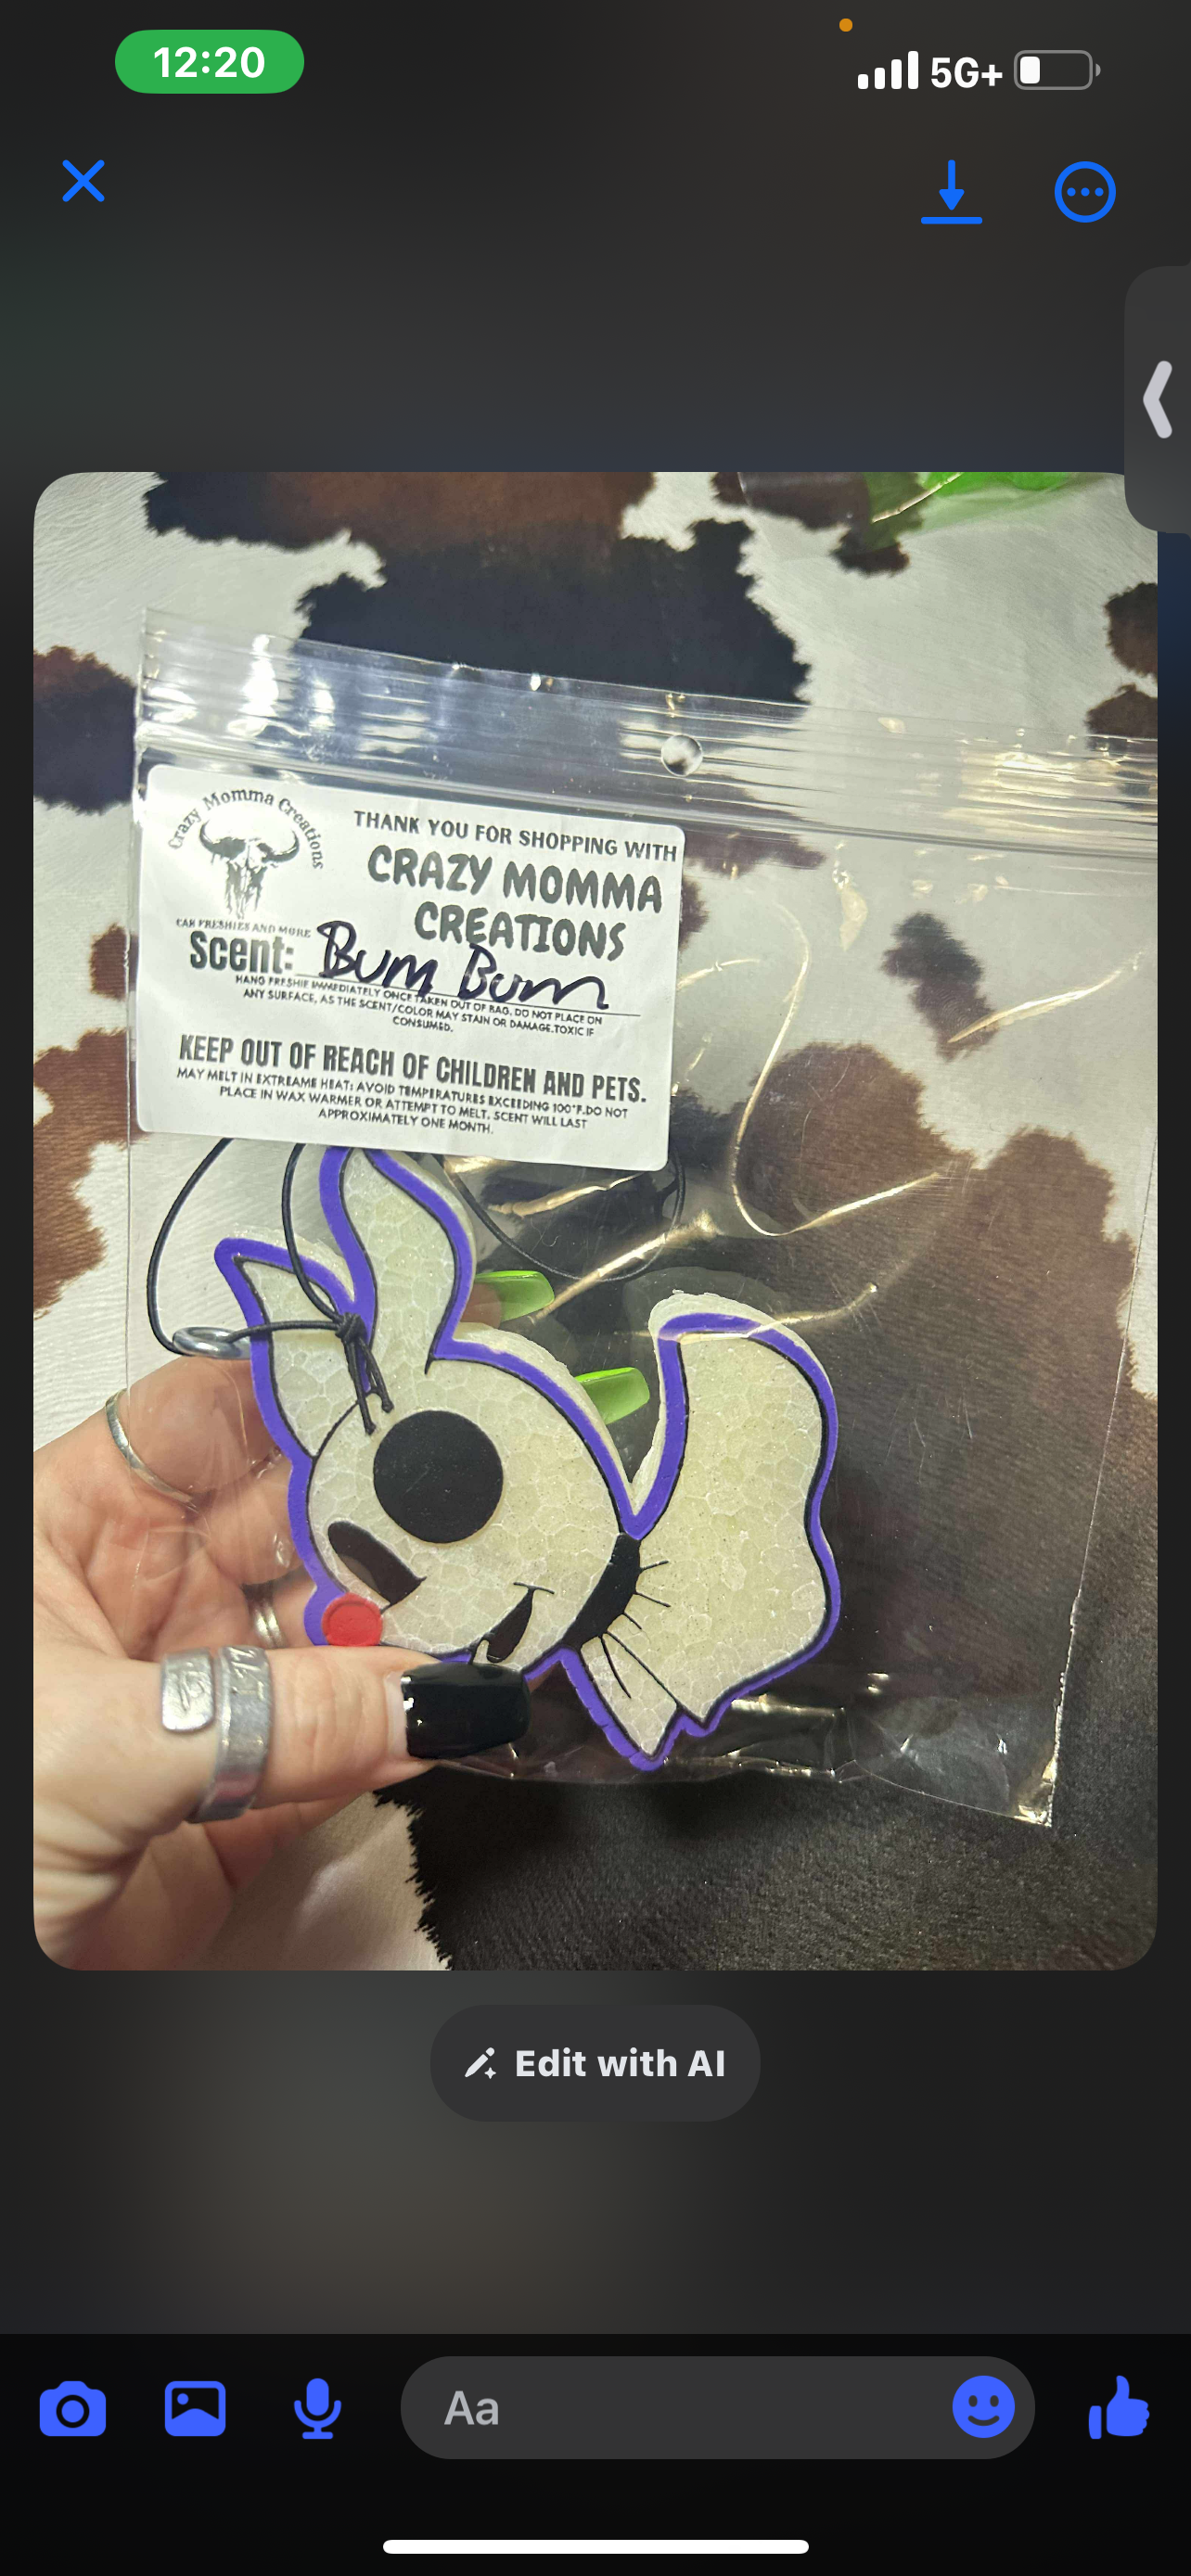 12:20
5G+
Crazy Momma Creations
CAR FRESHIES AND MORE
THANK YOU FOR SHOPPING WITH
CRAZY MOMMA
CREATIONS
Scent: Bum Bum
HANG FRESHIE IMMEDIATELY ONCE TAKEN OUT OF BAG. DO NOT PLACE ON
ANY SURFACE, AS THE SCENT/COLOR MAY STAIN OR DAMAGE.TOXIC IF
CONSUMED.
KEEP OUT OF REACH OF CHILDREN AND PETS.
MAY MELT IN EXTREAME HEAT: AVOID TEMPERATURES EXCEEDING 100°F.DO NOT
PLACE IN WAX WARMER OR ATTEMPT TO MELT. SCENT WILL LAST
APPROXIMATELY ONE MONTH.
Edit with AI
Aa